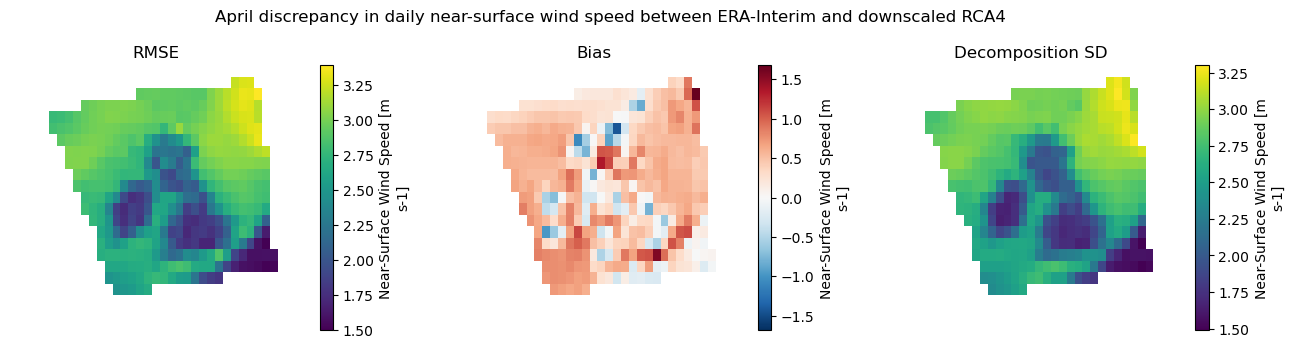 April discrepancy in daily near-surface wind speed between ERA-Interim and downscaled RCA4
RMSE
3.25
3.00
2.75
2.50
2.25
2.00
1.75
1.50
Near-Surface Wind Speed [m
s-1]
Bias
1.5
1.0
0.5
0.0
−0.5
−1.0
−1.5
Near-Surface Wind Speed [m
s-1]
Decomposition SD
3.25
3.00
2.75
2.50
2.25
2.00
1.75
1.50
Near-Surface Wind Speed [m
s-1]